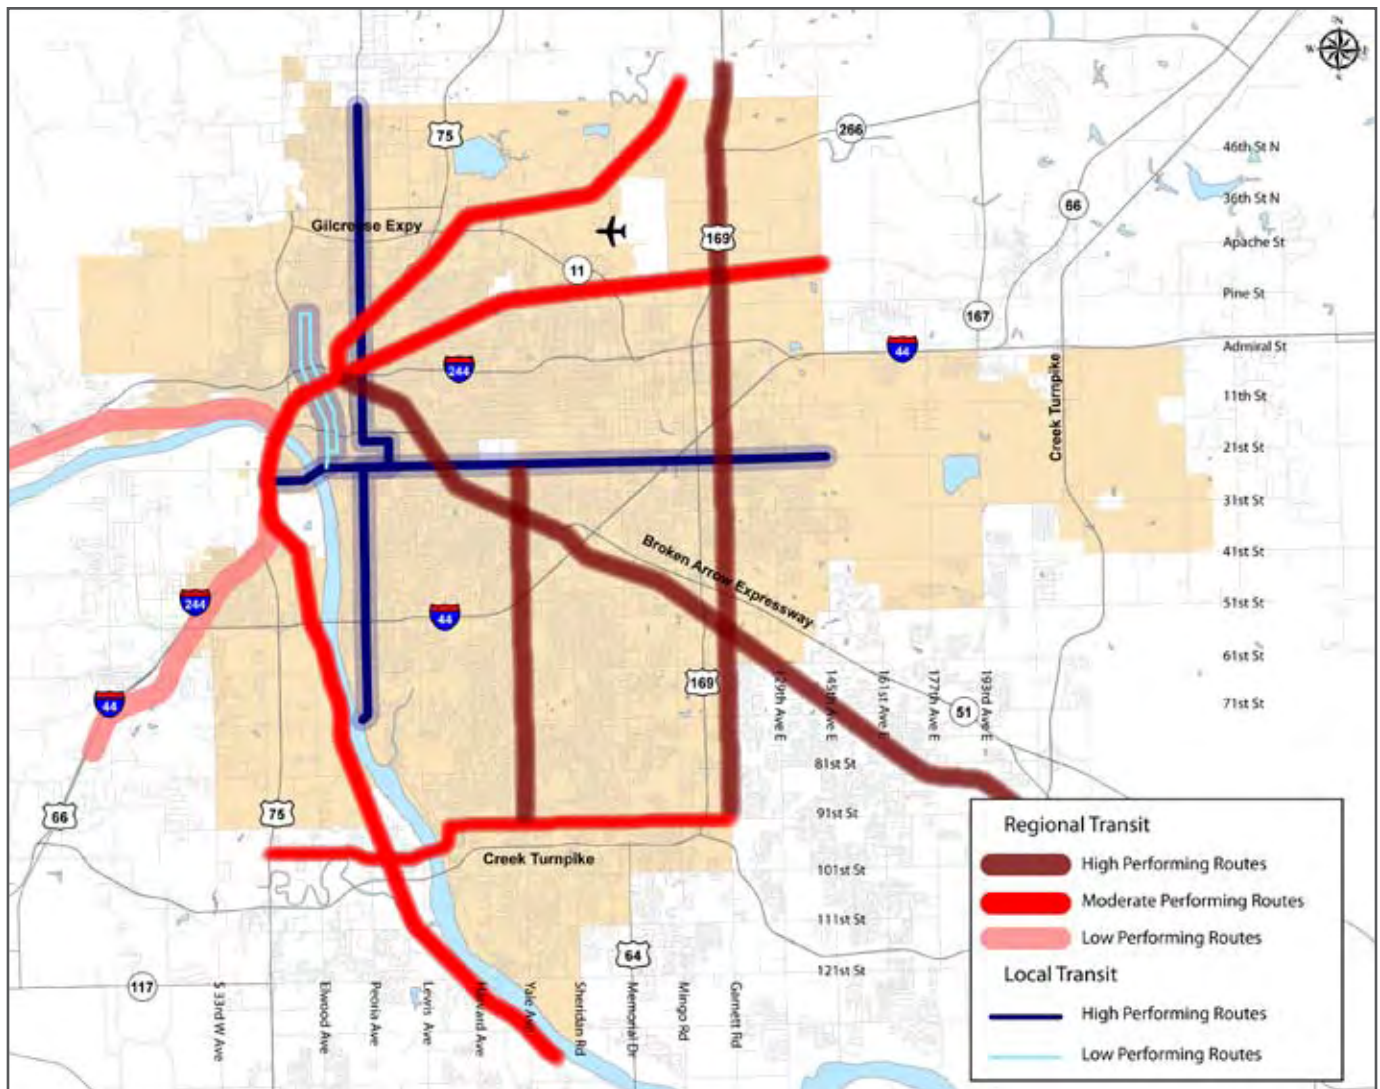 W
75
266
46th St N
36th St N
66
Gilcrease Expy
169
Apache St
11
Pine St
167
Admiral St
44
244
Creek Turnpike
11th St
21st St
31st St
41st St
Broken Arrow Expressway
244
44
51st St
61st St
169
129th Ave E
145th Ave E
161st Ave E
177th Ave E
193rd Ave E
44
51
71st St
81st St
66
75
91st St
Creek Turnpike
101st St
111st St
64
121st St
117
S 33rd W Ave
Elwood Ave
Peoria Ave
Lewis Ave
Harvard Ave
Yale Ave
Sheridan Rd
Memorial Dr
Mingo Rd
Garnett Rd
Regional Transit
High Performing Routes
Moderate Performing Routes
Low Performing Routes
Local Transit
High Performing Routes
Low Performing Routes